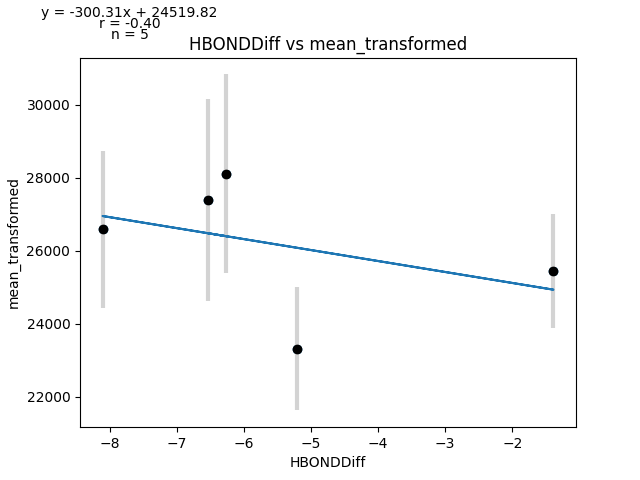 y = -300.31x + 24519.82
r = -0.40
n = 5
HBONDDiff vs mean_transformed
30000
28000
26000
24000
22000
mean_transformed
−8
−7
−6
−5
−4
−3
−2
HBONDDiff